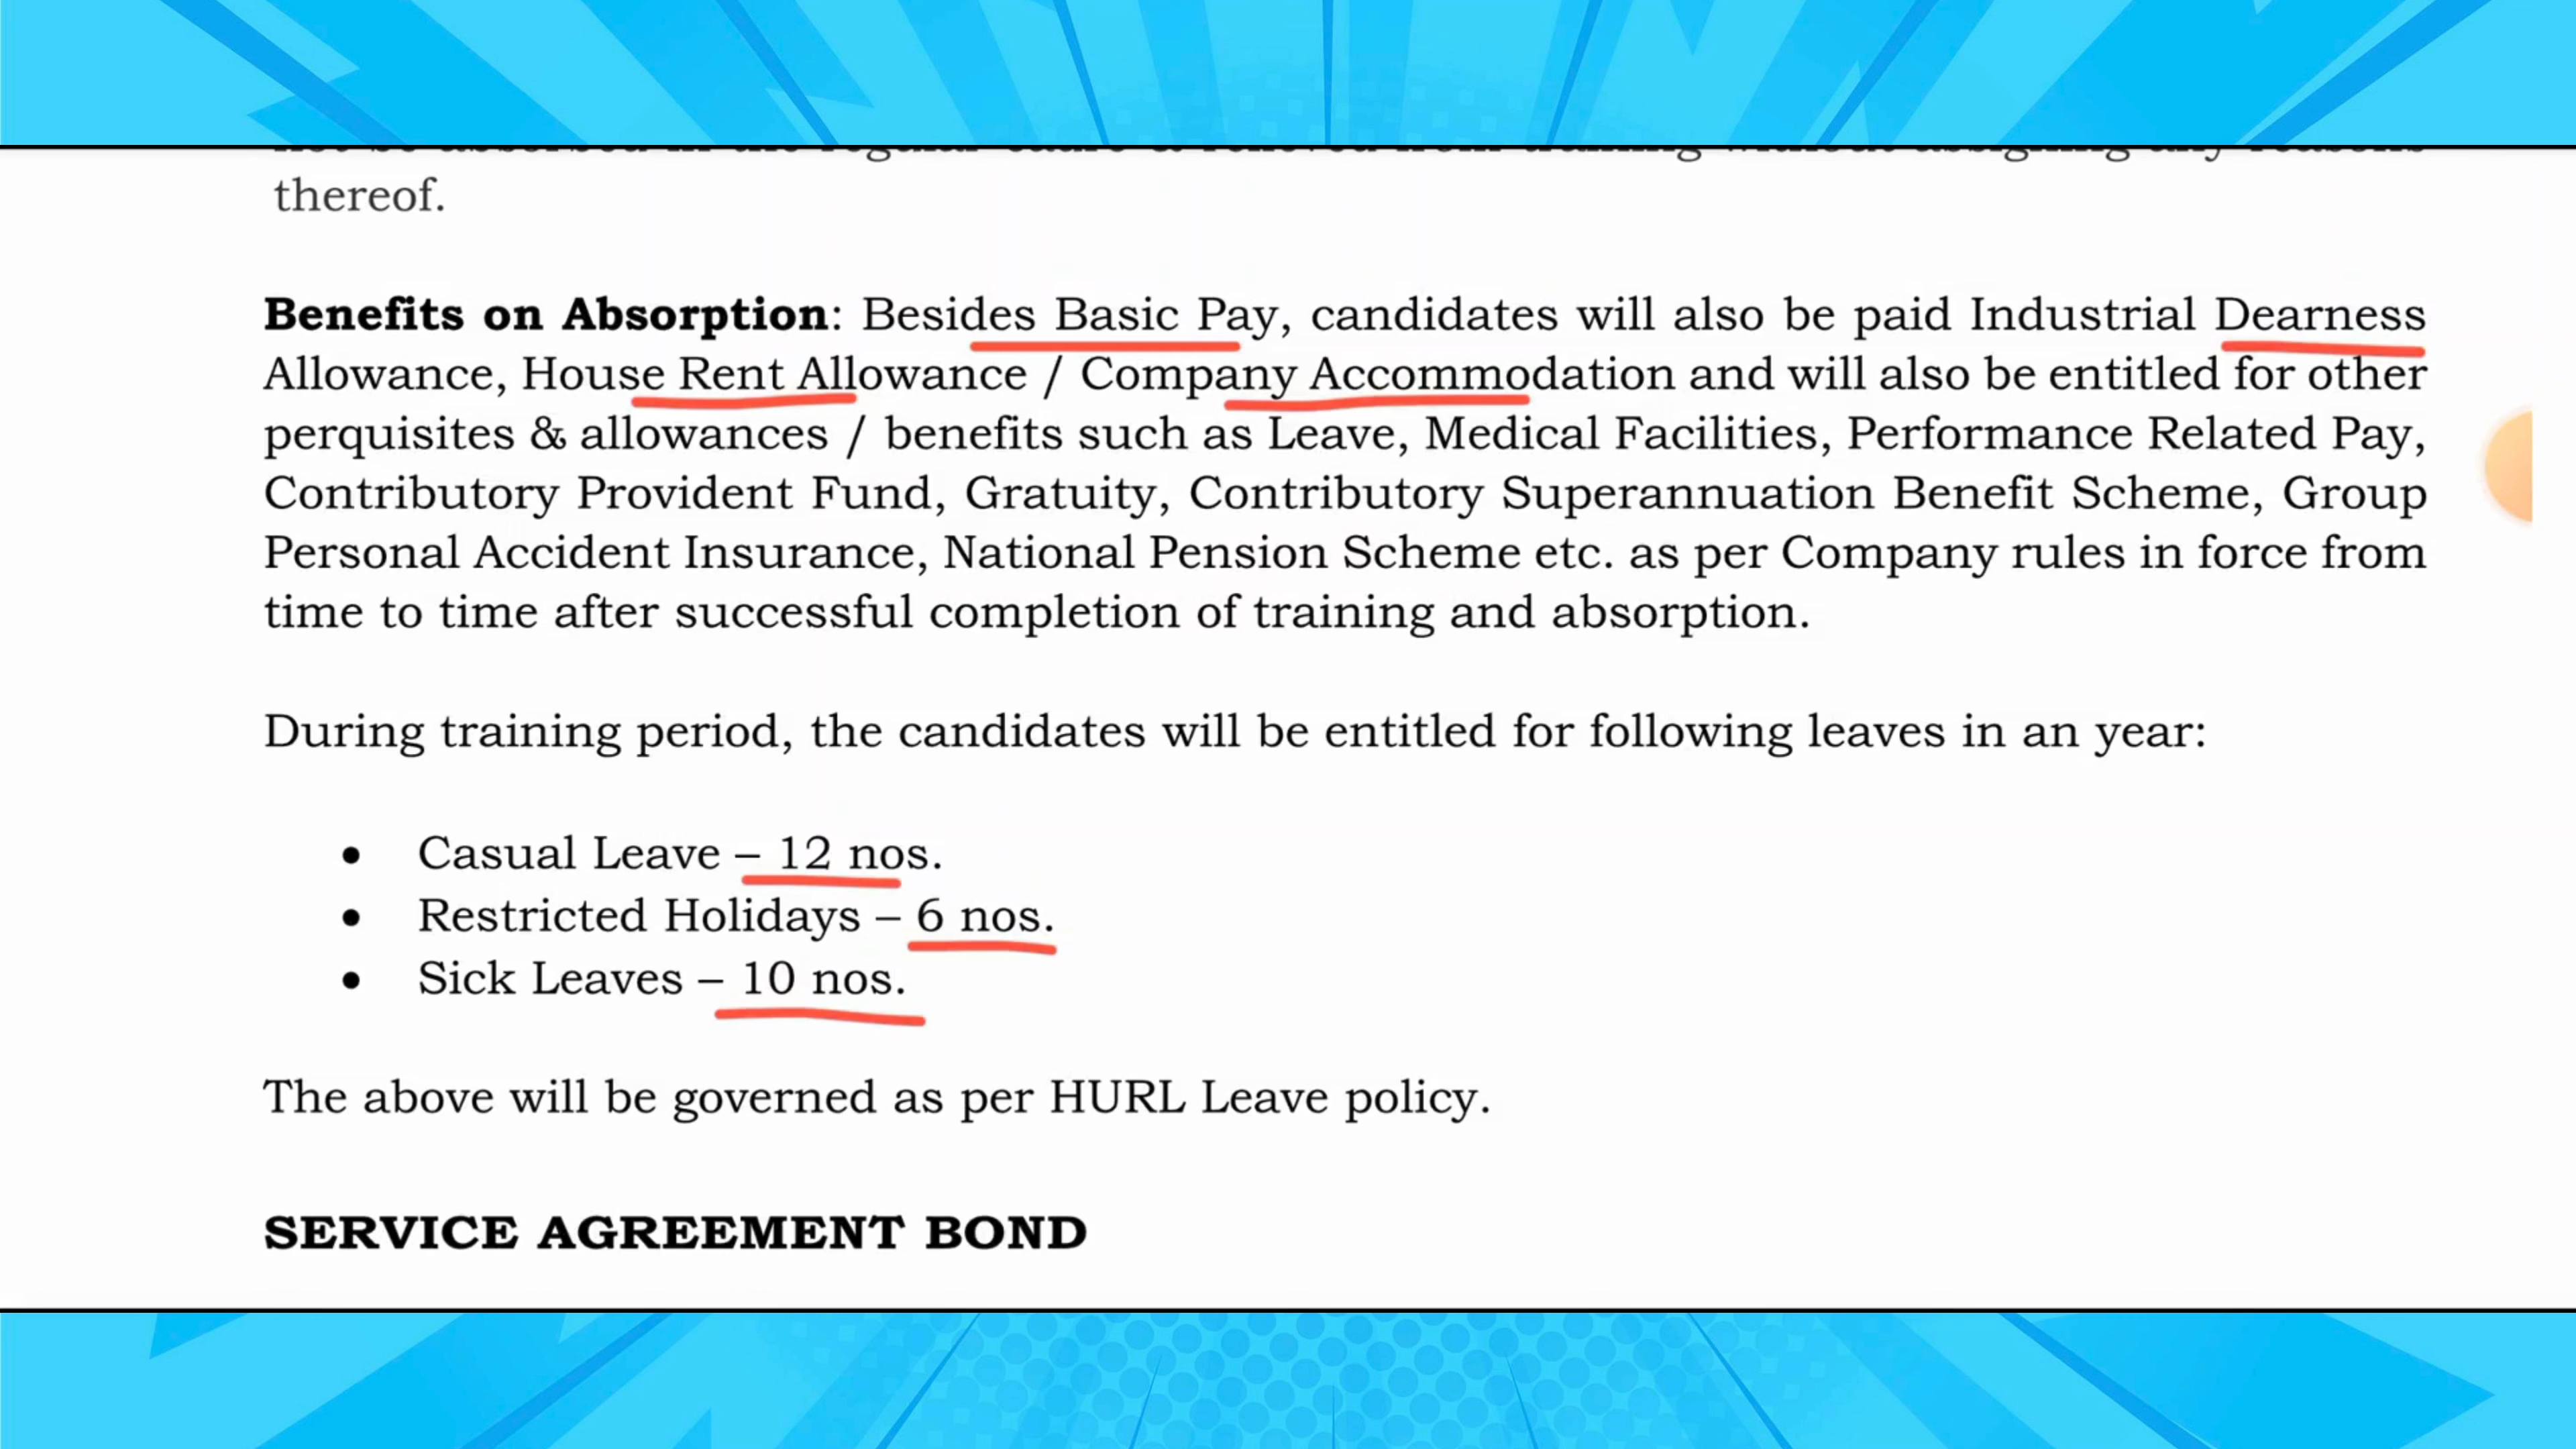 thereof.
Benefits on Absorption: Besides Basic Pay, candidates will also be paid Industrial Dearness
Allowance, House Rent Allowance / Company Accommodation and will also be entitled for other
perquisites & allowances / benefits such as Leave, Medical Facilities, Performance Related Pay,
Contributory Provident Fund, Gratuity, Contributory Superannuation Benefit Scheme, Group
Personal Accident Insurance, National Pension Scheme etc. as per Company rules in force from
time to time after successful completion of training and absorption.
During training period, the candidates will be entitled for following leaves in an year:
• Casual Leave – 12 nos.
• Restricted Holidays – 6 nos.
• Sick Leaves – 10 nos.
The above will be governed as per HURL Leave policy.
SERVICE AGREEMENT BOND